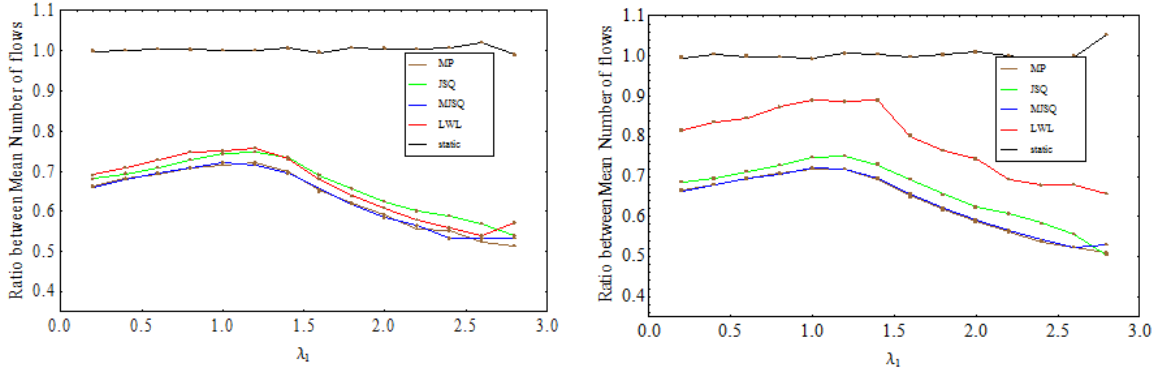 Ratio between Mean Number of flows
1.1
1.0
0.9
0.8
0.7
0.6
0.5
0.4
MP
JSQ
MJSQ
LWL
static
0.0 0.5 1.0 1.5 2.0 2.5 3.0
λ1
Ratio between Mean Number of flows
1.1
1.0
0.9
0.8
0.7
0.6
0.5
0.4
MP
JSQ
MJSQ
LWL
static
0.0 0.5 1.0 1.5 2.0 2.5 3.0
λ1